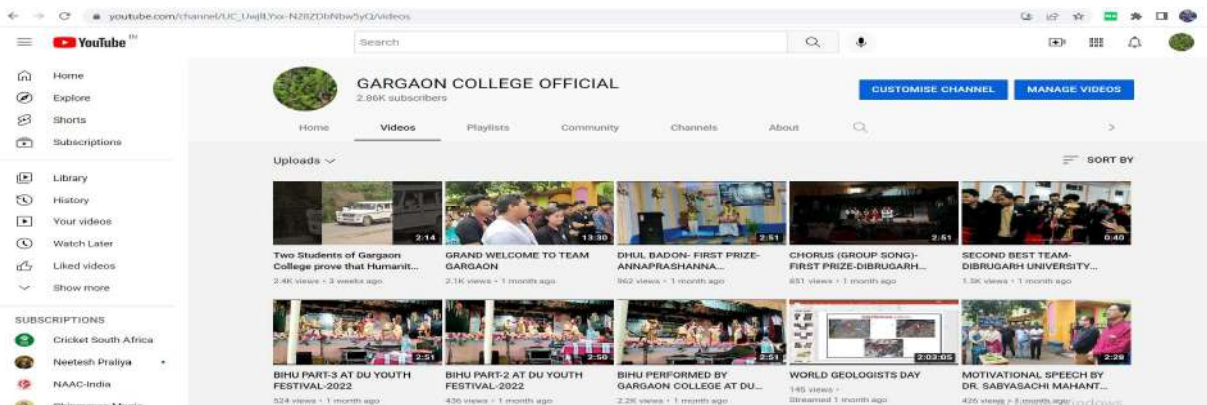 youtube.com/channel/
YouTube IN
Search
Home
Explore
Shorts
Subscriptions
Library
History
Your videos
Watch Later
Liked videos
Show more
SUBSCRIPTIONS
Cricket South Africa
Neetesh Praliya
NAAC-India
GARGAON COLLEGE OFFICIAL
2.86K subscribers
CUSTOMISE CHANNEL
MANAGE VIDEOS
Home Videos Playlists Community Channels About
Uploads
SORT BY
2:14
13:30
2:51
2:51
0:40
Two Students of Gargaon
College prove that Humanit...
2.4K views • 3 weeks ago
GRAND WELCOME TO TEAM
GARGAON
2.1K views • 1 month ago
DHUL BADON- FIRST PRIZE-
ANNAPRASHANNA...
962 views • 1 month ago
CHORUS (GROUP SONG)-
FIRST PRIZE-DIBRUGARH...
851 views • 1 month ago
SECOND BEST TEAM-
DIBRUGARH UNIVERSITY...
1.3K views • 1 month ago
2:51
2:50
2:51
2:03:05
2:28
BIHU PART-3 AT DU YOUTH
FESTIVAL-2022
524 views • 1 month ago
BIHU PART-2 AT DU YOUTH
FESTIVAL-2022
436 views • 1 month ago
BIHU PERFORMED BY
GARGAON COLLEGE AT DU...
2.2K views • 1 month ago
WORLD GEOLOGISTS DAY
145 views •
Streamed 1 month ago
MOTIVATIONAL SPEECH BY
DR. SABYASACHI MAHANT...
426 views •